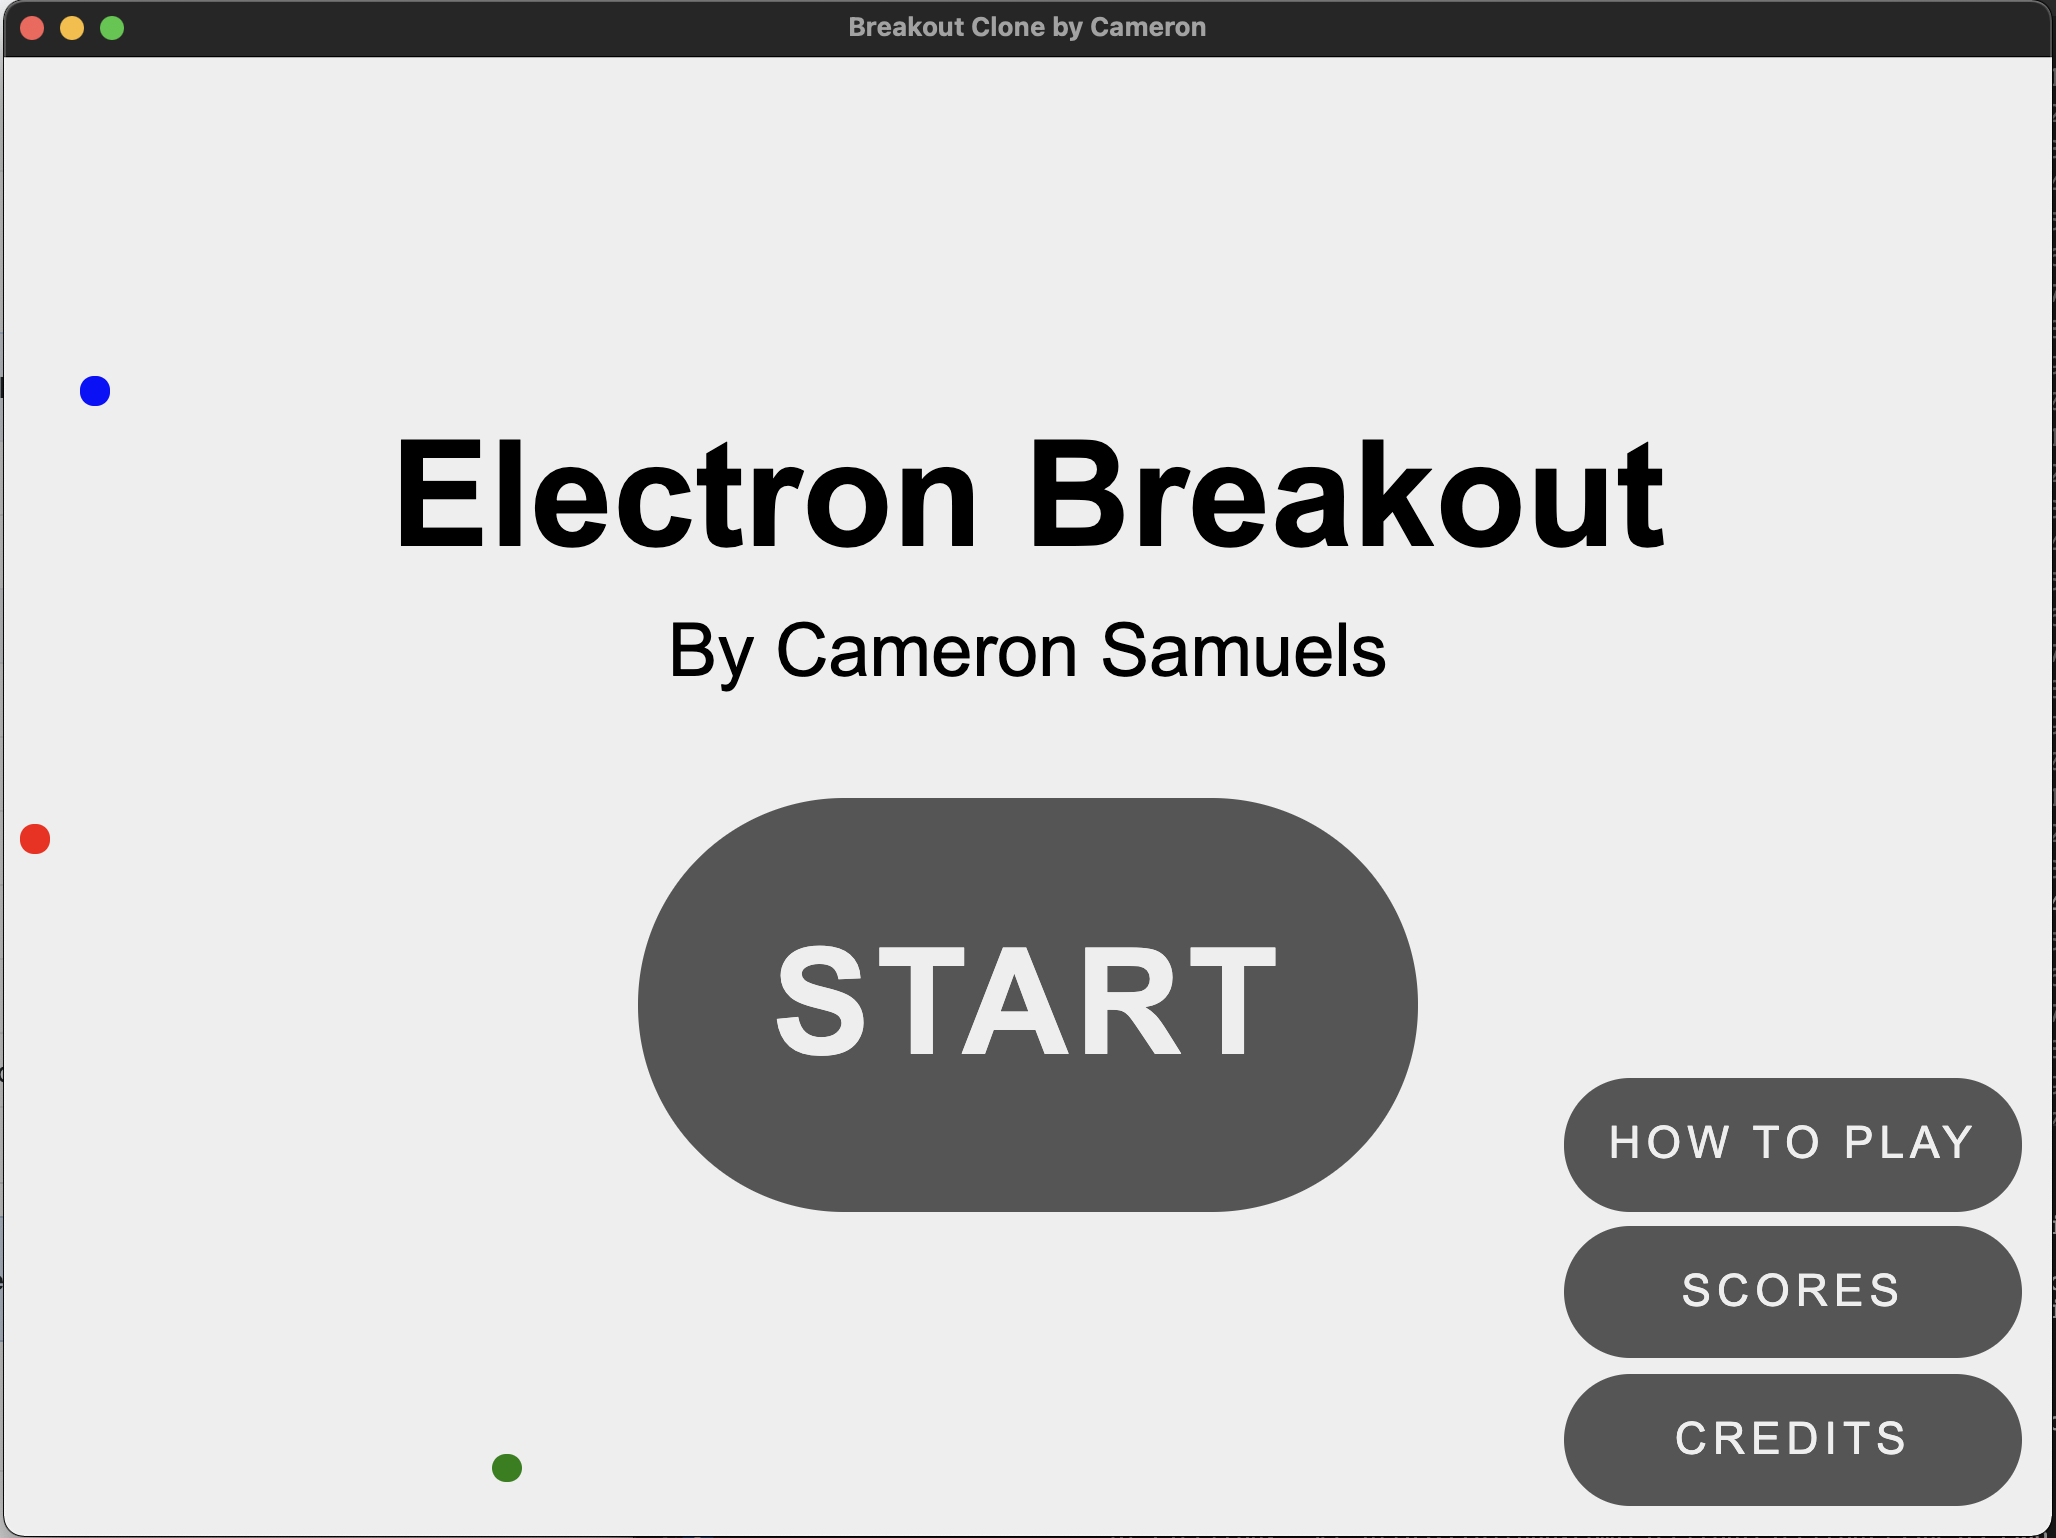 Breakout Clone by Cameron
Electron Breakout
By Cameron Samuels
START
HOW TO PLAY
SCORES
CREDITS